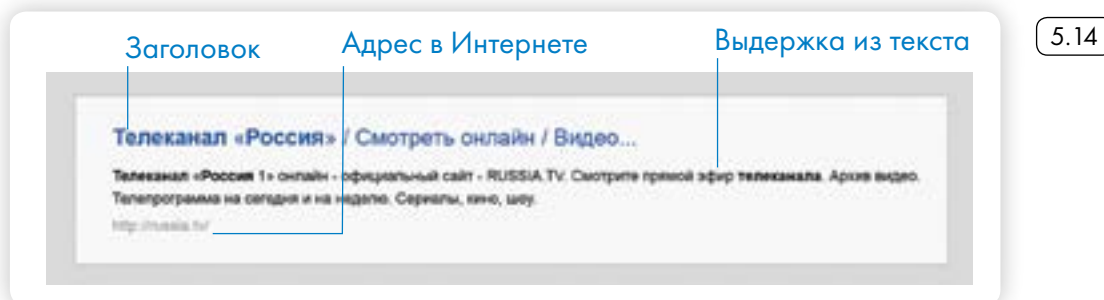 Заголовок
Адрес в Интернете
Выдержка из текста
5.14
Телеканал «Россия» / Смотреть онлайн / Видео...
Телеканал «Россия 1» онлайн - официальный сайт - RUSSIA.TV. Смотрите прямой эфир телеканала. Архив видео.
Телепрограмма на сегодня и на неделю. Сериалы, кино, шоу.
http://russia.tv/